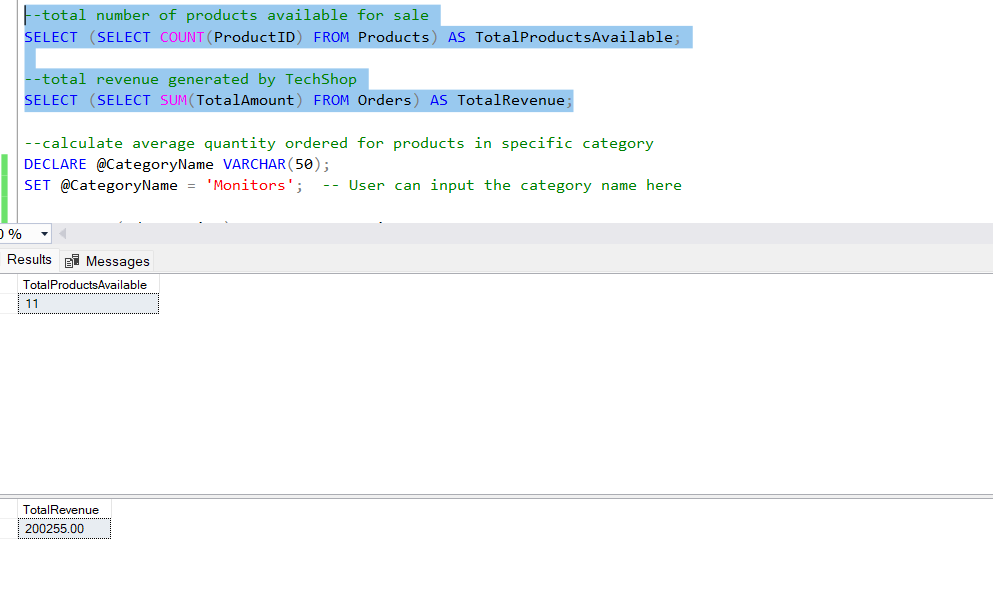 --total number of products available for sale
SELECT (SELECT COUNT(ProductID) FROM Products) AS TotalProductsAvailable;
--total revenue generated by TechShop
SELECT (SELECT SUM(TotalAmount) FROM Orders) AS TotalRevenue;
--calculate average quantity ordered for products in specific category
DECLARE @CategoryName VARCHAR(50);
SET @CategoryName = 'Monitors';  -- User can input the category name here
0 %
Results Messages
TotalProductsAvailable
11
TotalRevenue
200255.00